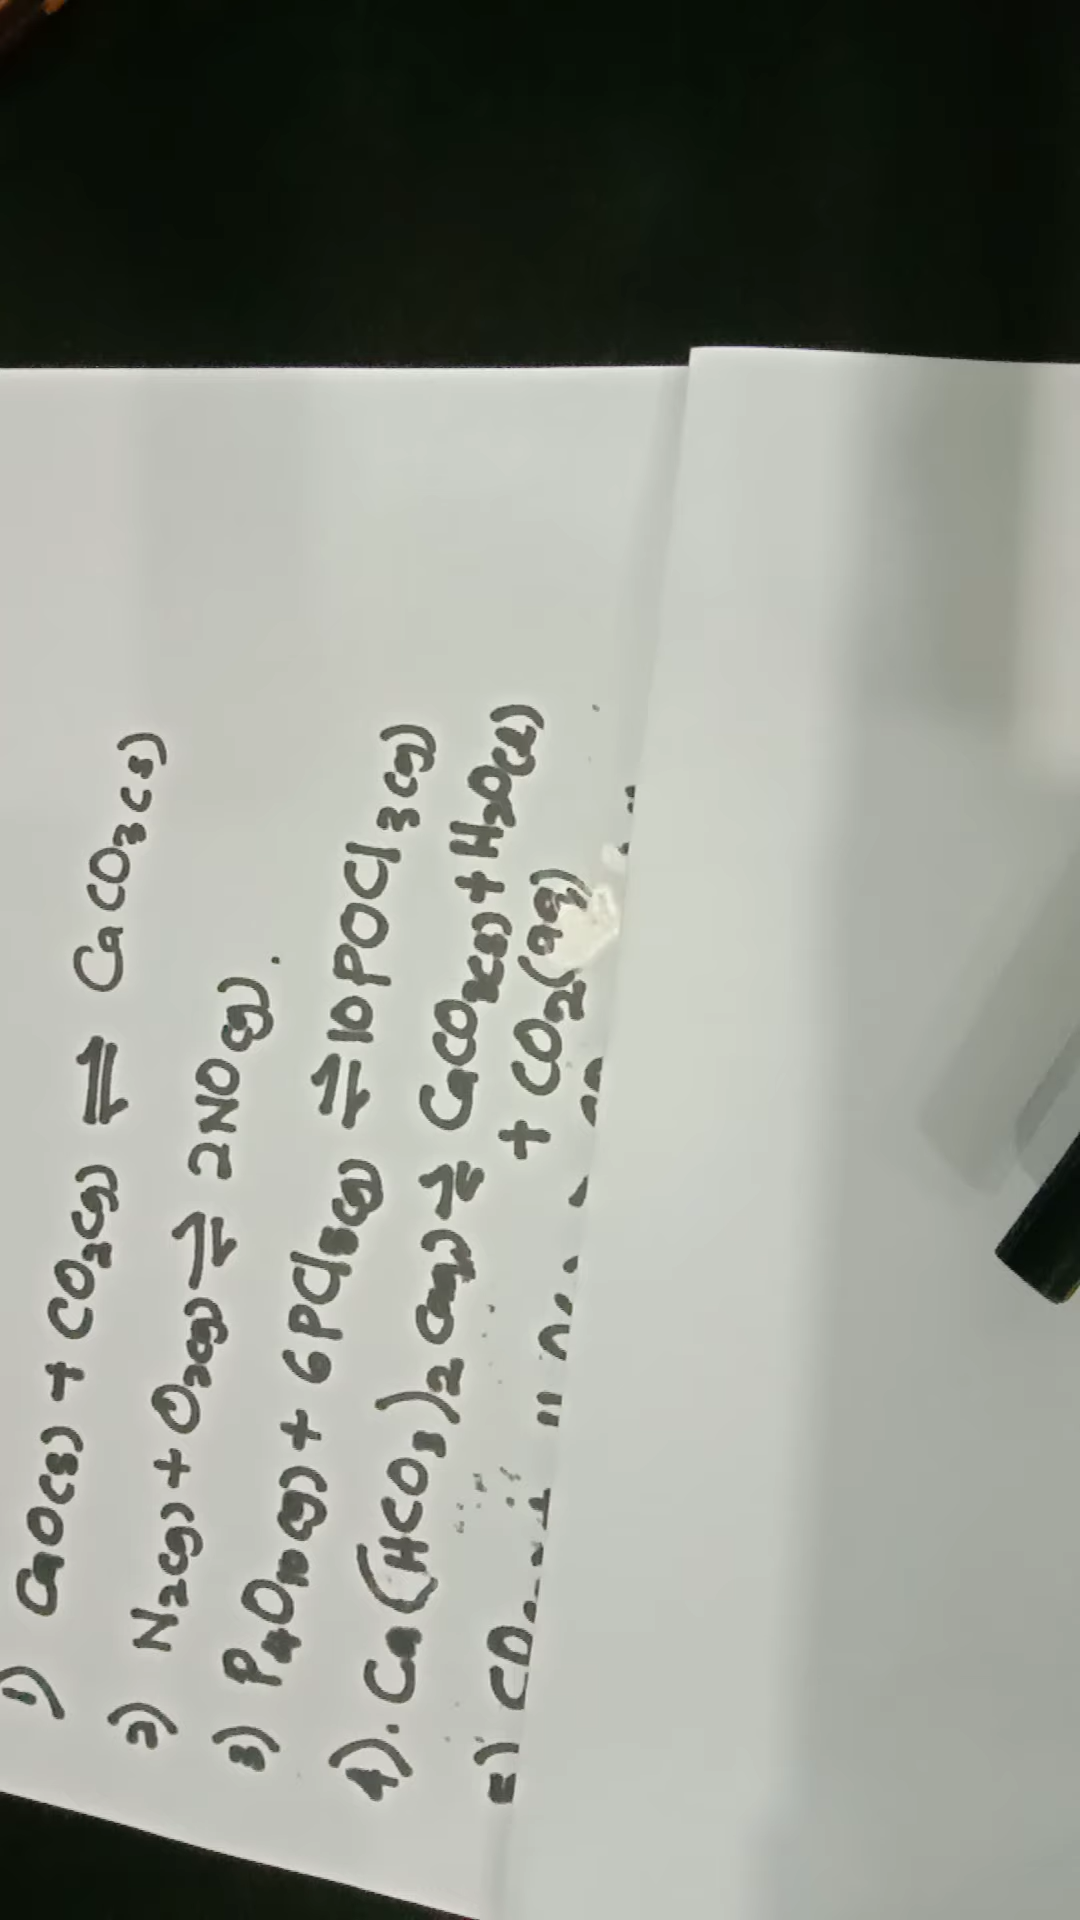 1) CaO(s) + CO2(g) ⇌ CaCO3(s)
2) N2(g) + O2(g) ⇌ 2NO(g).
3) P4O10(g) + 6PCl5(g) ⇌ 10POCl3(g)
4). Ca(HCO3)2(aq) ⇌ CaCO3(s) + H2O(l)
+ CO2(aq)
5)